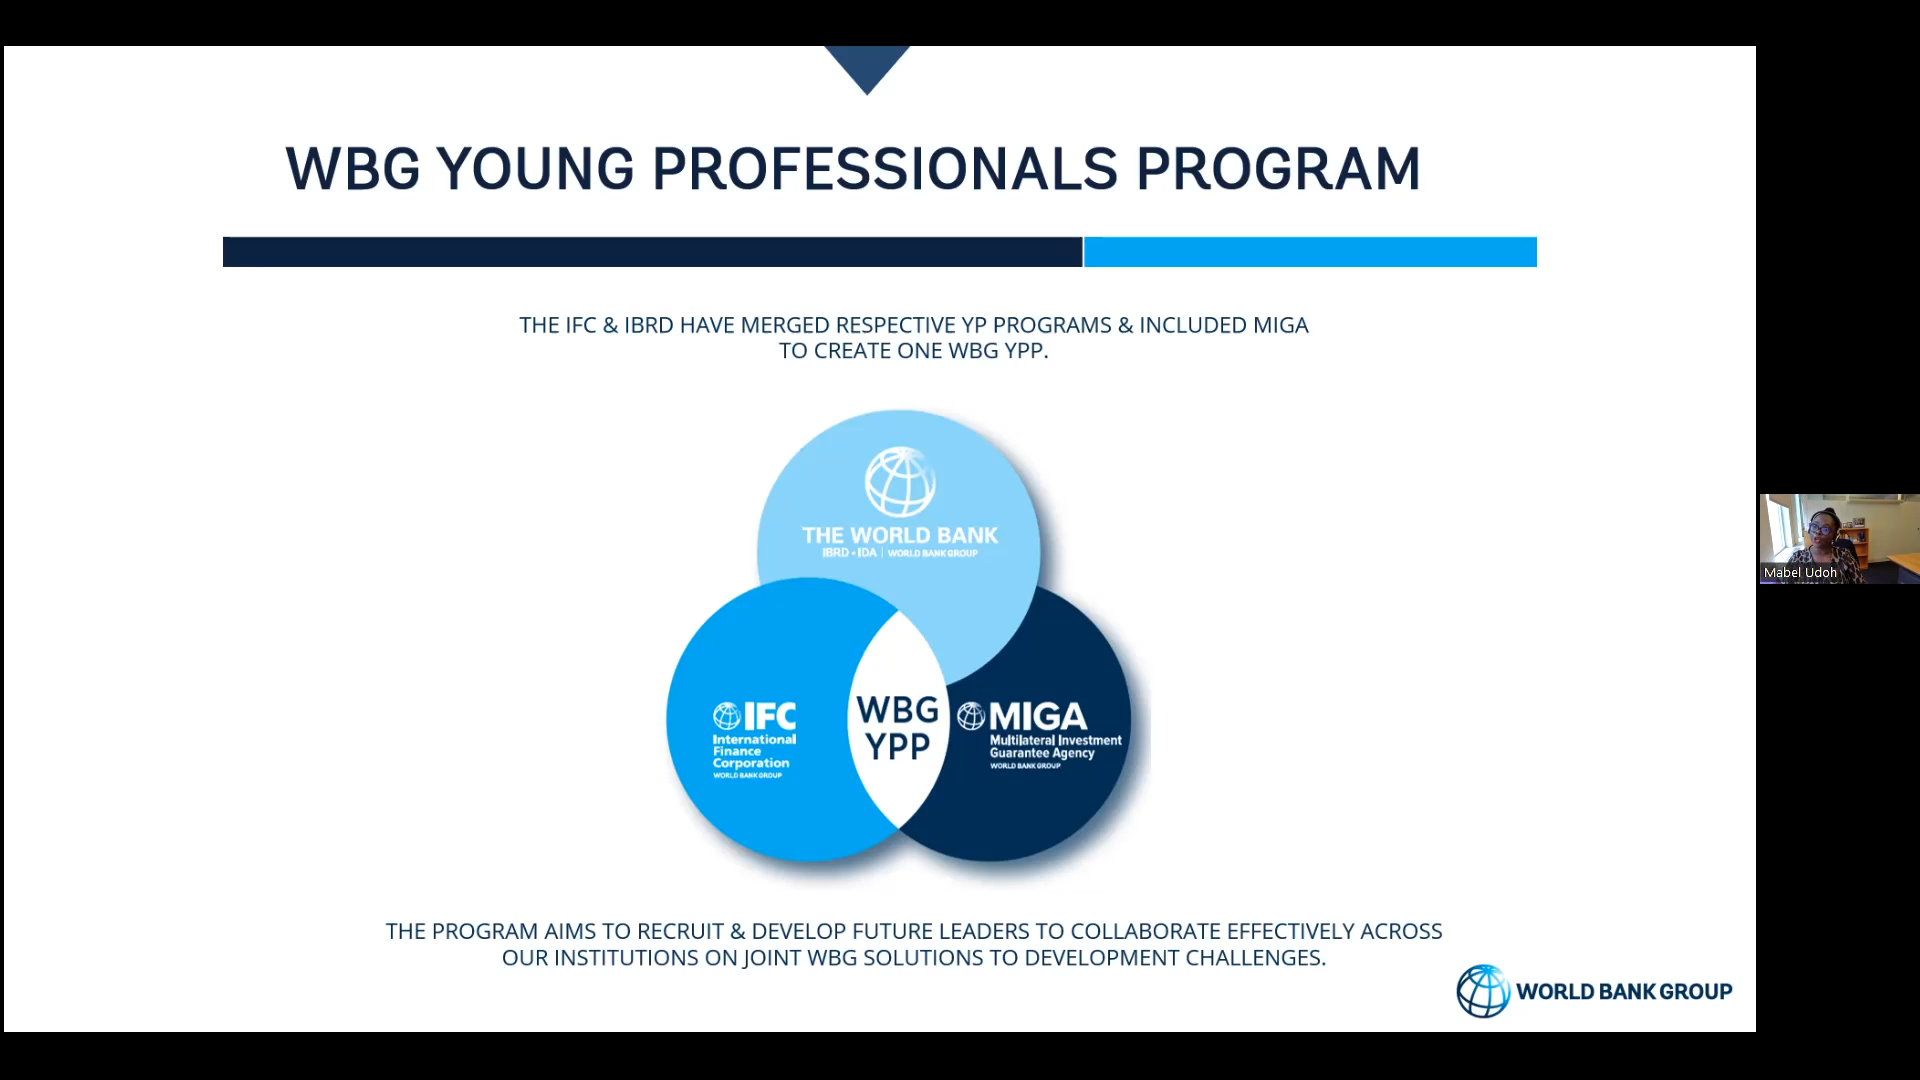 WBG YOUNG PROFESSIONALS PROGRAM
THE IFC & IBRD HAVE MERGED RESPECTIVE YP PROGRAMS & INCLUDED MIGA
TO CREATE ONE WBG YPP.
THE WORLD BANK
IBRD • IDA | WORLD BANK GROUP
IFC
International
Finance
Corporation
WORLD BANK GROUP
WBG
YPP
MIGA
Multilateral Investment
Guarantee Agency
WORLD BANK GROUP
Mabel Udoh
THE PROGRAM AIMS TO RECRUIT & DEVELOP FUTURE LEADERS TO COLLABORATE EFFECTIVELY ACROSS
OUR INSTITUTIONS ON JOINT WBG SOLUTIONS TO DEVELOPMENT CHALLENGES.
WORLD BANK GROUP